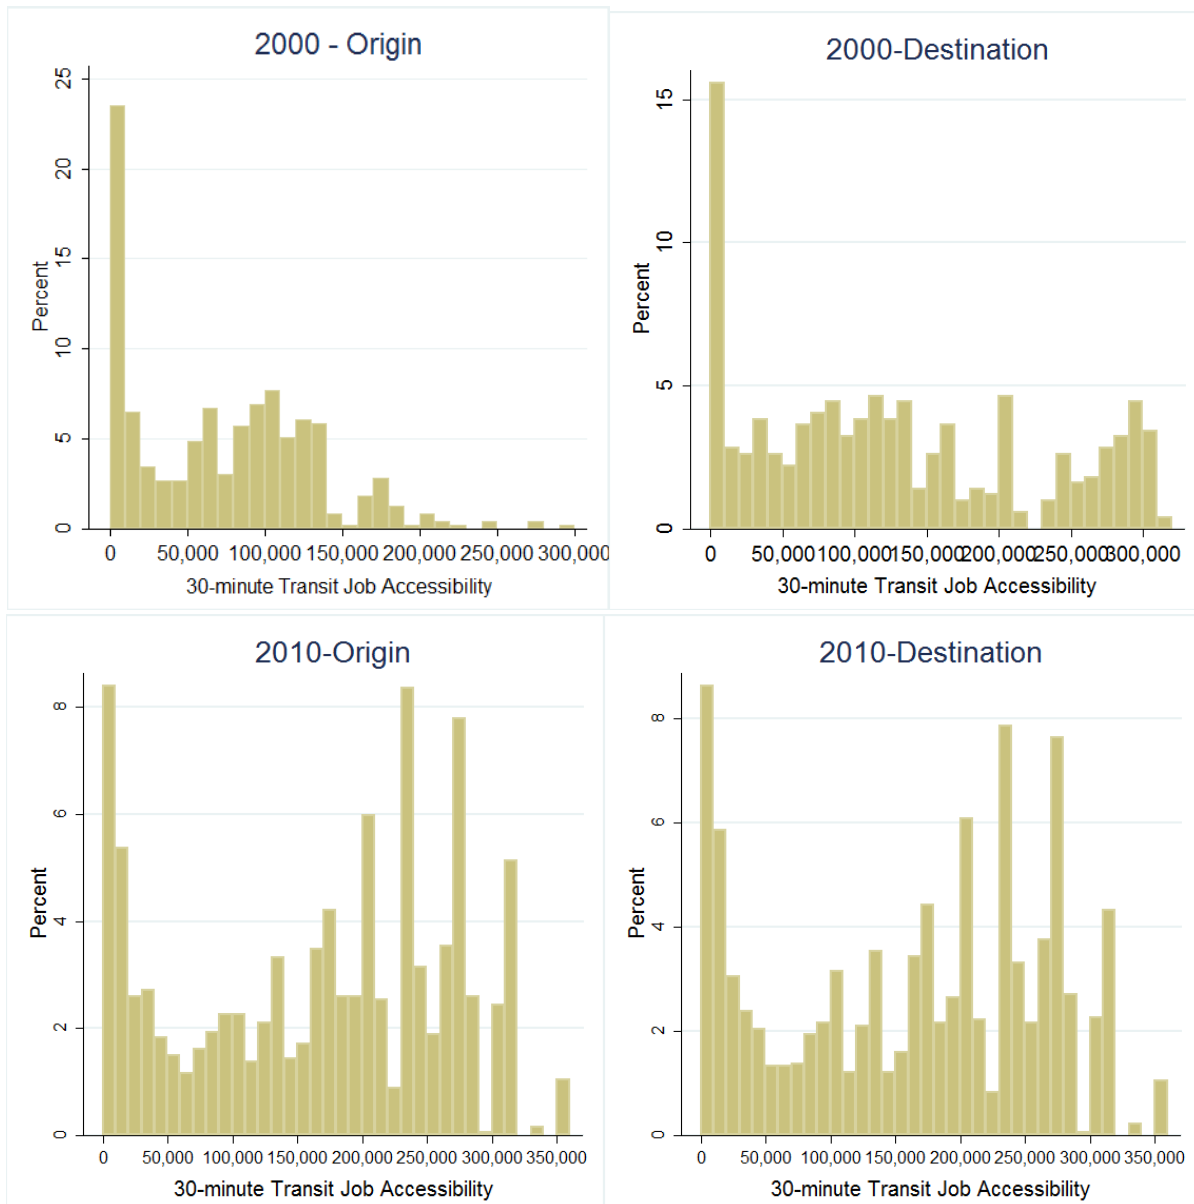 2000 - Origin
Percent
25
20
15
10
5
0
0 50,000 100,000 150,000 200,000 250,000 300,000
30-minute Transit Job Accessibility
2000-Destination
Percent
15
10
5
0
0 50,000 100,000 150,000 200,000 250,000 300,000
30-minute Transit Job Accessibility
2010-Origin
Percent
8
6
4
2
0
0 50,000 100,000 150,000 200,000 250,000 300,000 350,000
30-minute Transit Job Accessibility
2010-Destination
Percent
8
6
4
2
0
0 50,000 100,000 150,000 200,000 250,000 300,000 350,000
30-minute Transit Job Accessibility